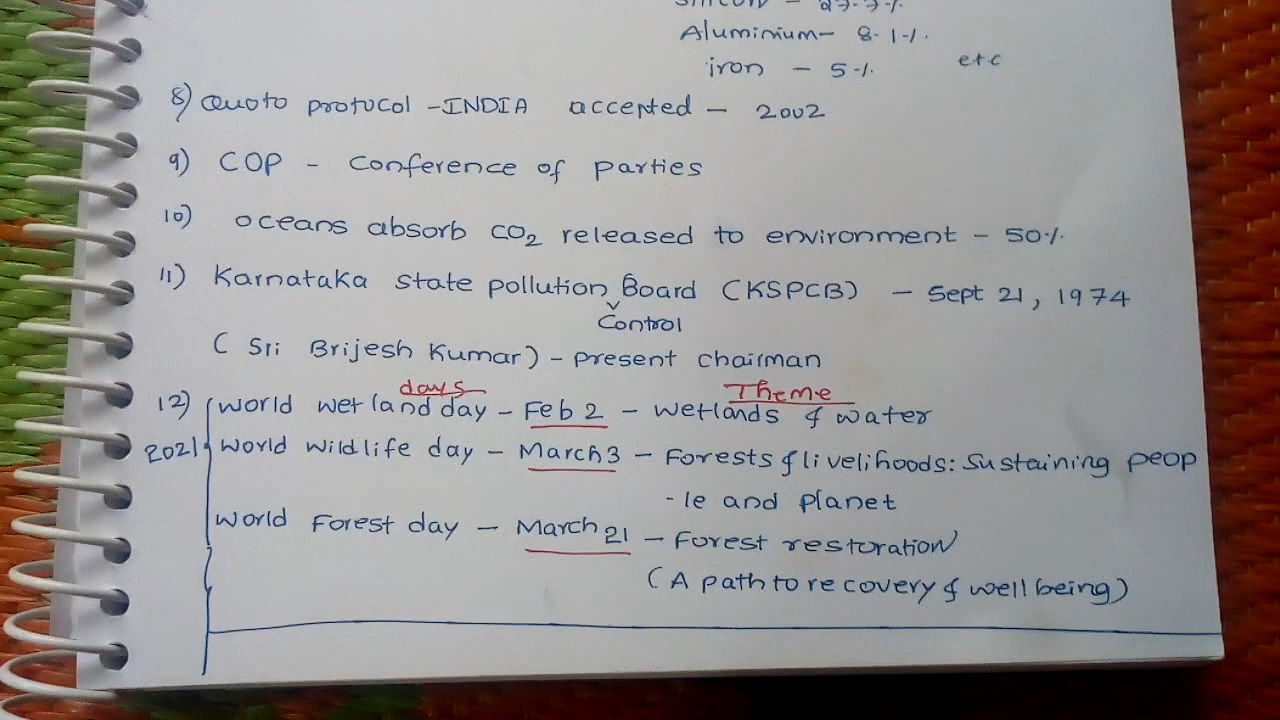 Silicon - 27.7%
Aluminium- 8.1%.
iron - 5%. etc
8) Quoto protocol -INDIA accepted - 2002
9) COP - Conference of parties
10) oceans absorb CO2 released to environment - 50%.
11) Karnataka state pollution Board (KSPCB) - Sept 21, 1974
Control
( Sri Brijesh Kumar) - present chairman
days Theme
12) World wetland day - Feb 2 - Wetlands & water
2021 World wildlife day - March 3 - Forests & livelihoods: Sustaining peop
-le and planet
World Forest day - March 21 - Forest restoration
(A path to recovery & well being)